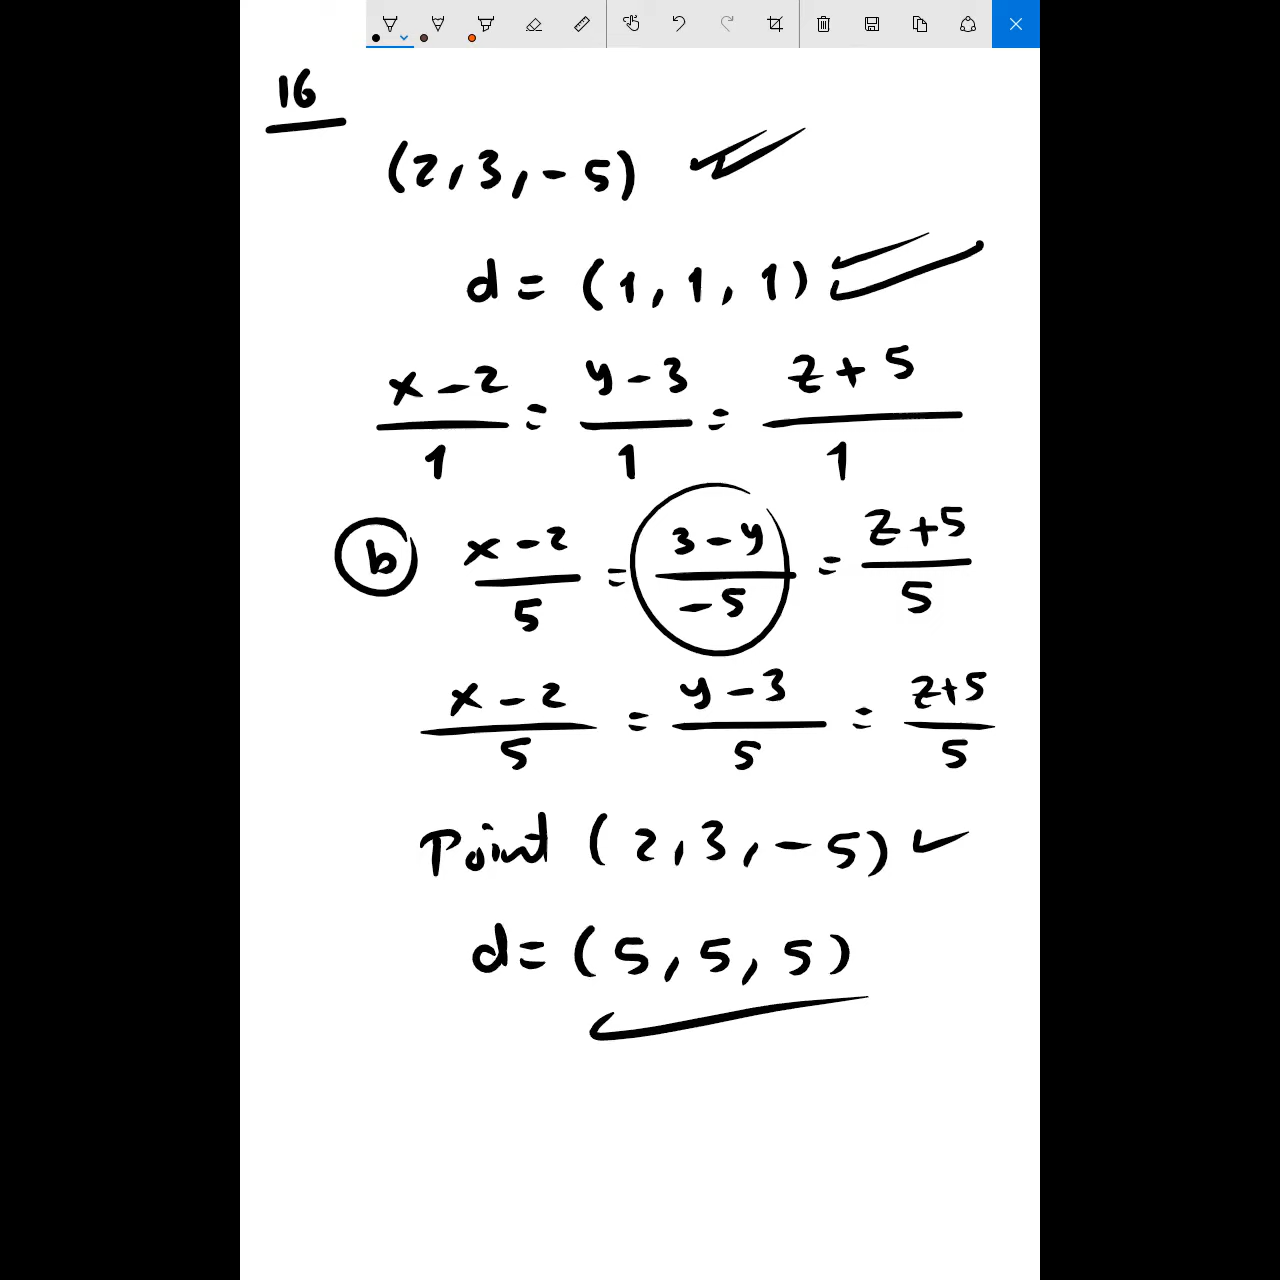 16
(2, 3, -5)
d = (1, 1, 1)
x - 2 / 1 = y - 3 / 1 = z + 5 / 1
b x - 2 / 5 = 3 - y / -5 = z + 5 / 5
x - 2 / 5 = y - 3 / 5 = z + 5 / 5
Point (2, 3, -5)
d = (5, 5, 5)